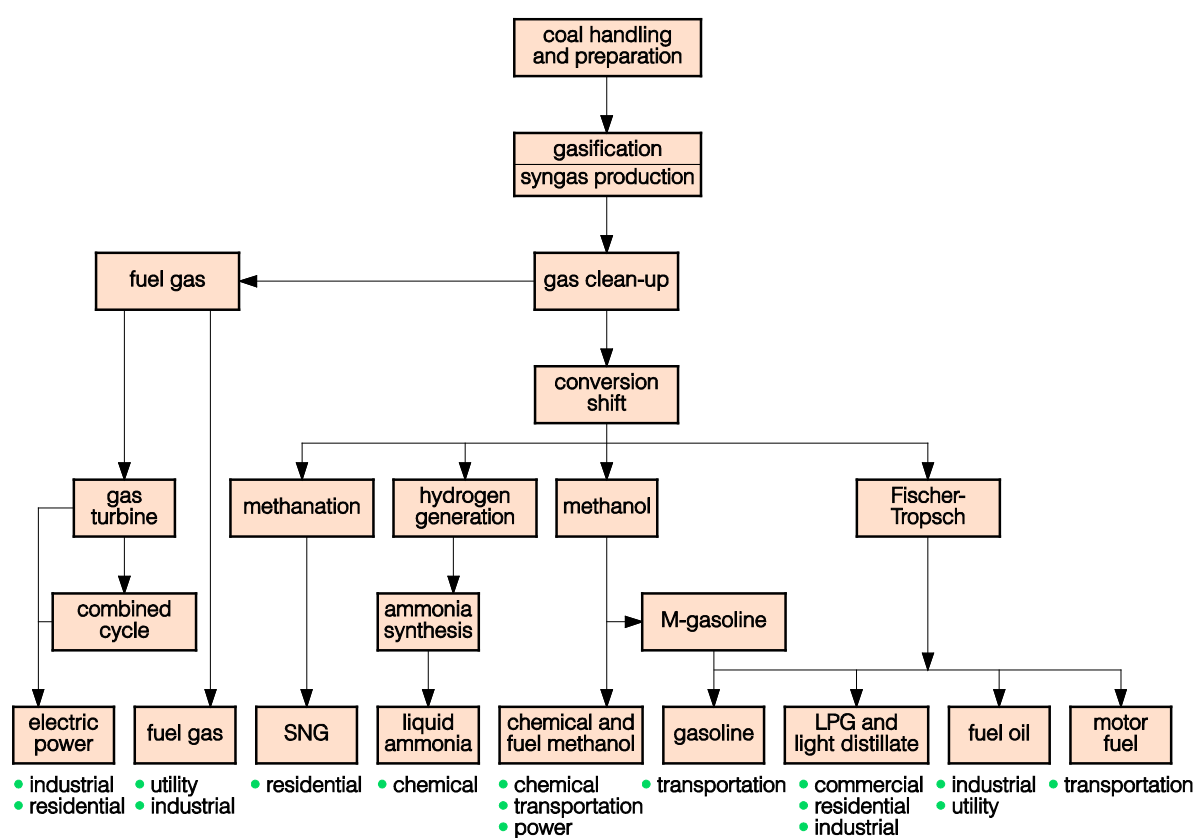 coal handling
and preparation
gasification
syngas production
fuel gas
gas clean-up
conversion
shift
gas
turbine
methanation
hydrogen
generation
methanol
Fischer-
Tropsch
combined
cycle
ammonia
synthesis
M-gasoline
electric
power
fuel gas
SNG
liquid
ammonia
chemical and
fuel methanol
gasoline
LPG and
light distillate
fuel oil
motor
fuel
• industrial
• residential
• utility
• industrial
• residential
• chemical
• chemical
• transportation
• power
• transportation
• commercial
• residential
• industrial
• industrial
• utility
• transportation